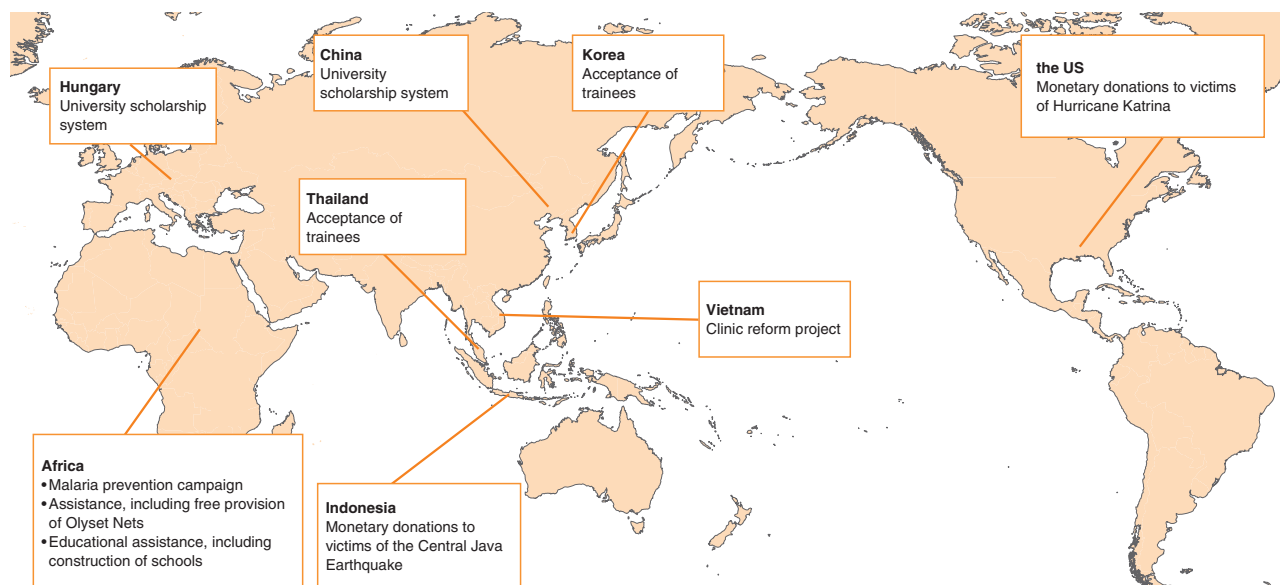 Hungary
University scholarship
system
China
University
scholarship system
Korea
Acceptance of
trainees
the US
Monetary donations to victims
of Hurricane Katrina
Thailand
Acceptance of
trainees
Vietnam
Clinic reform project
Africa
•Malaria prevention campaign
•Assistance, including free provision
of Olyset Nets
•Educational assistance, including
construction of schools
Indonesia
Monetary donations to
victims of the Central Java
Earthquake